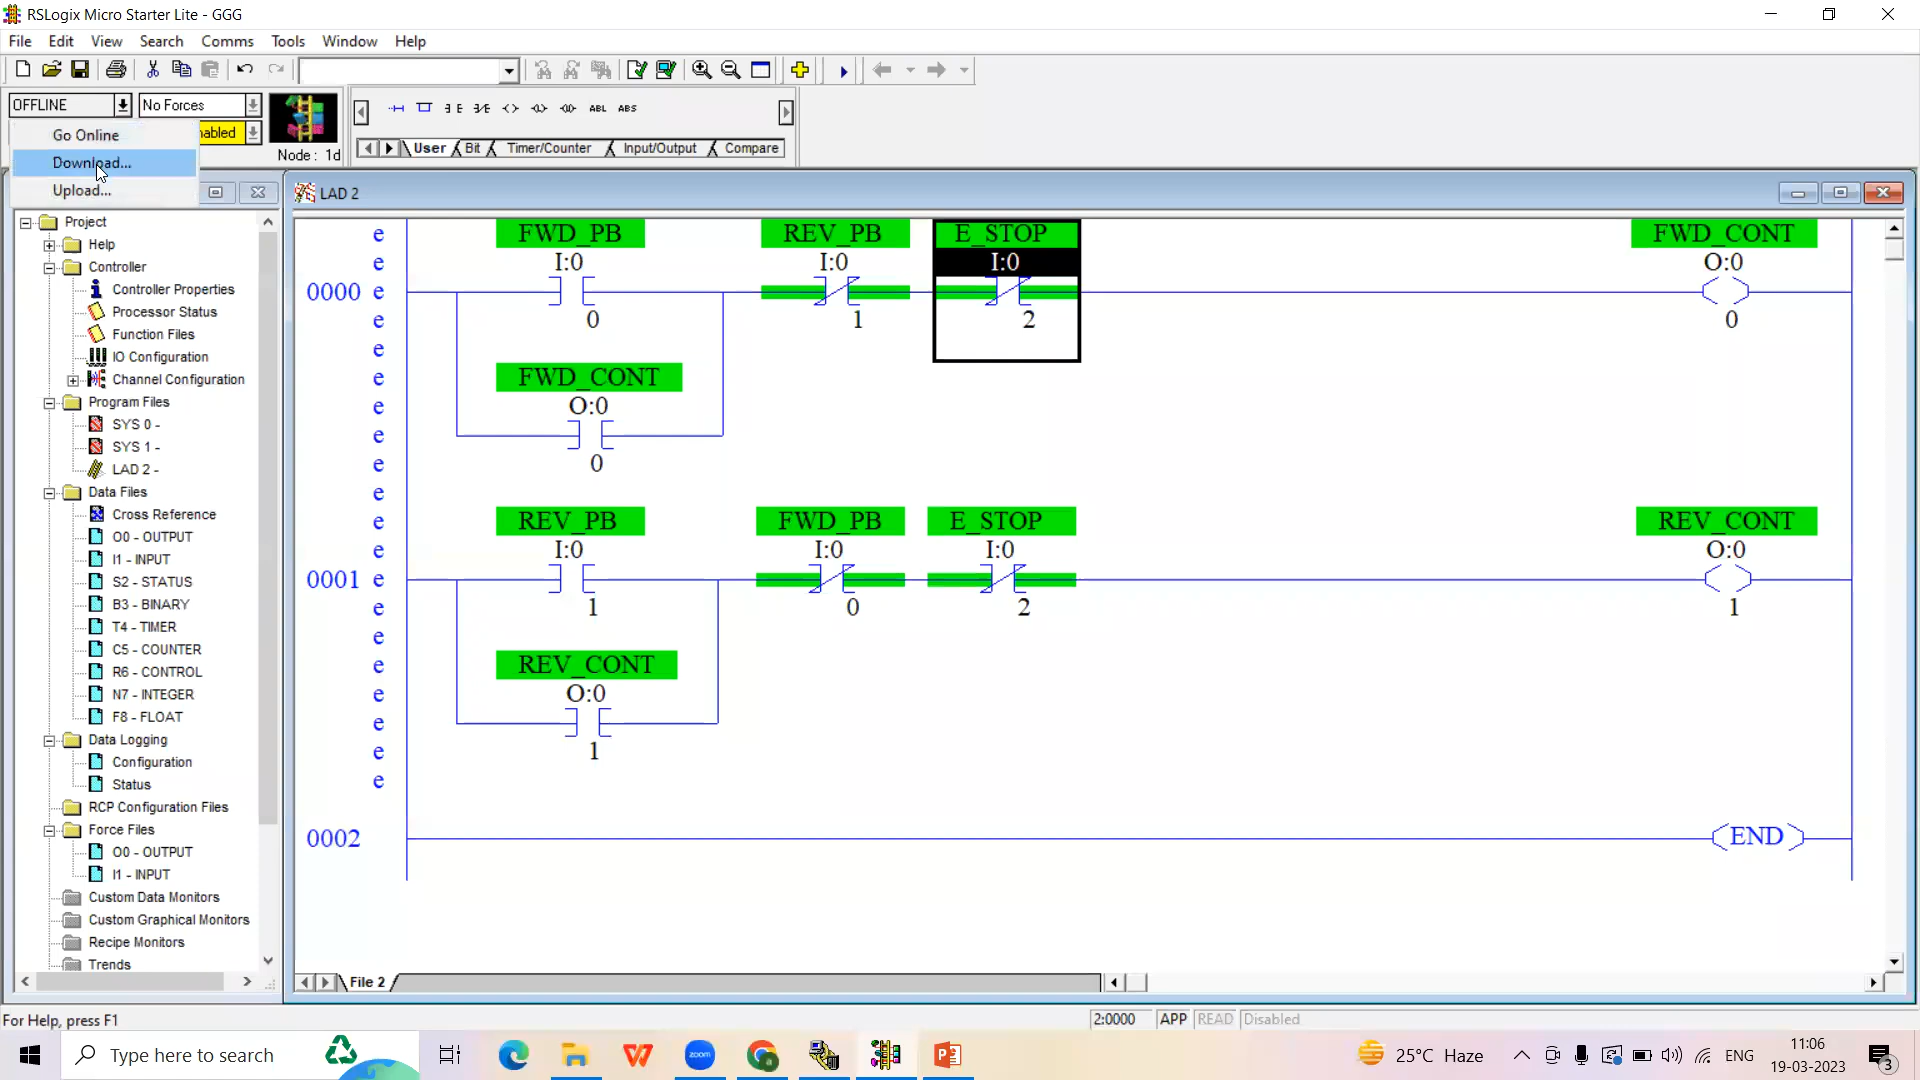 RSLogix Micro Starter Lite - GGG
File Edit View Search Comms Tools Window Help
OFFLINE
No Forces
Go Online
nabled
Download...
Upload...
Node : 1d
ABL ABS
User Bit Timer/Counter Input/Output Compare
Project
Help
Controller
Controller Properties
Processor Status
Function Files
IO Configuration
Channel Configuration
Program Files
SYS 0 -
SYS 1 -
LAD 2 -
Data Files
Cross Reference
O0 - OUTPUT
I1 - INPUT
S2 - STATUS
B3 - BINARY
T4 - TIMER
C5 - COUNTER
R6 - CONTROL
N7 - INTEGER
F8 - FLOAT
Data Logging
Configuration
Status
RCP Configuration Files
Force Files
O0 - OUTPUT
I1 - INPUT
Custom Data Monitors
Custom Graphical Monitors
Recipe Monitors
Trends
LAD 2
e FWD_PB REV_PB E_STOP FWD_CONT
e I:0 I:0 I:0 O:0
0000 e
e 0 1 2 0
e
e FWD_CONT
e O:0
e
e 0
e
e REV_PB FWD_PB E_STOP REV_CONT
e I:0 I:0 I:0 O:0
0001 e
e 1 0 2 1
e
e REV_CONT
e O:0
e
e 1
e
0002 END
File 2
For Help, press F1
2:0000 APP READ Disabled
Type here to search
zoom
25°C Haze
ENG
11:06
19-03-2023
3